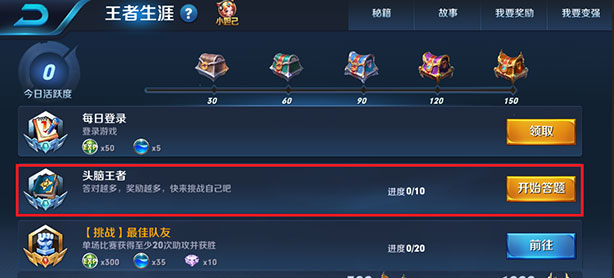 王者生涯 ? 小妲己 秘籍 故事 我要奖励 我要变强
0
今日活跃度
30 60 90 120 150
每日登录
登录游戏
x50 x5
领取
头脑王者
答对越多，奖励越多，快来挑战自己吧
进度0/10
开始答题
【挑战】最佳队友
单场比赛获得至少20次助攻并获胜
x300 x35 x10
进度0/20
前往